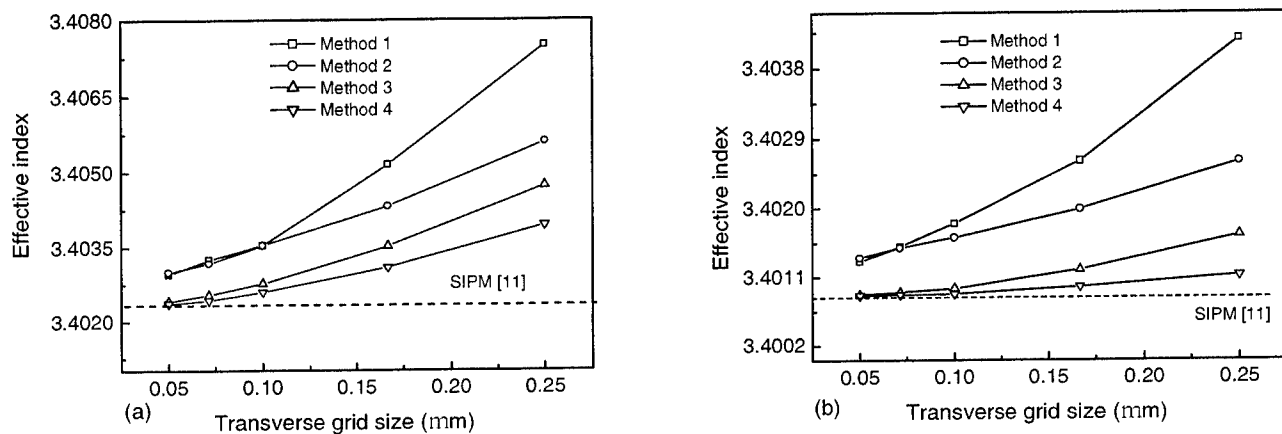 3.4080
3.4065
3.4050
3.4035
3.4020
Effective index
Method 1
Method 2
Method 3
Method 4
SIPM [11]
0.05 0.10 0.15 0.20 0.25
(a)
Transverse grid size (mm)
3.4038
3.4029
3.4020
3.4011
3.4002
Effective index
Method 1
Method 2
Method 3
Method 4
SIPM [11]
0.05 0.10 0.15 0.20 0.25
(b)
Transverse grid size (mm)